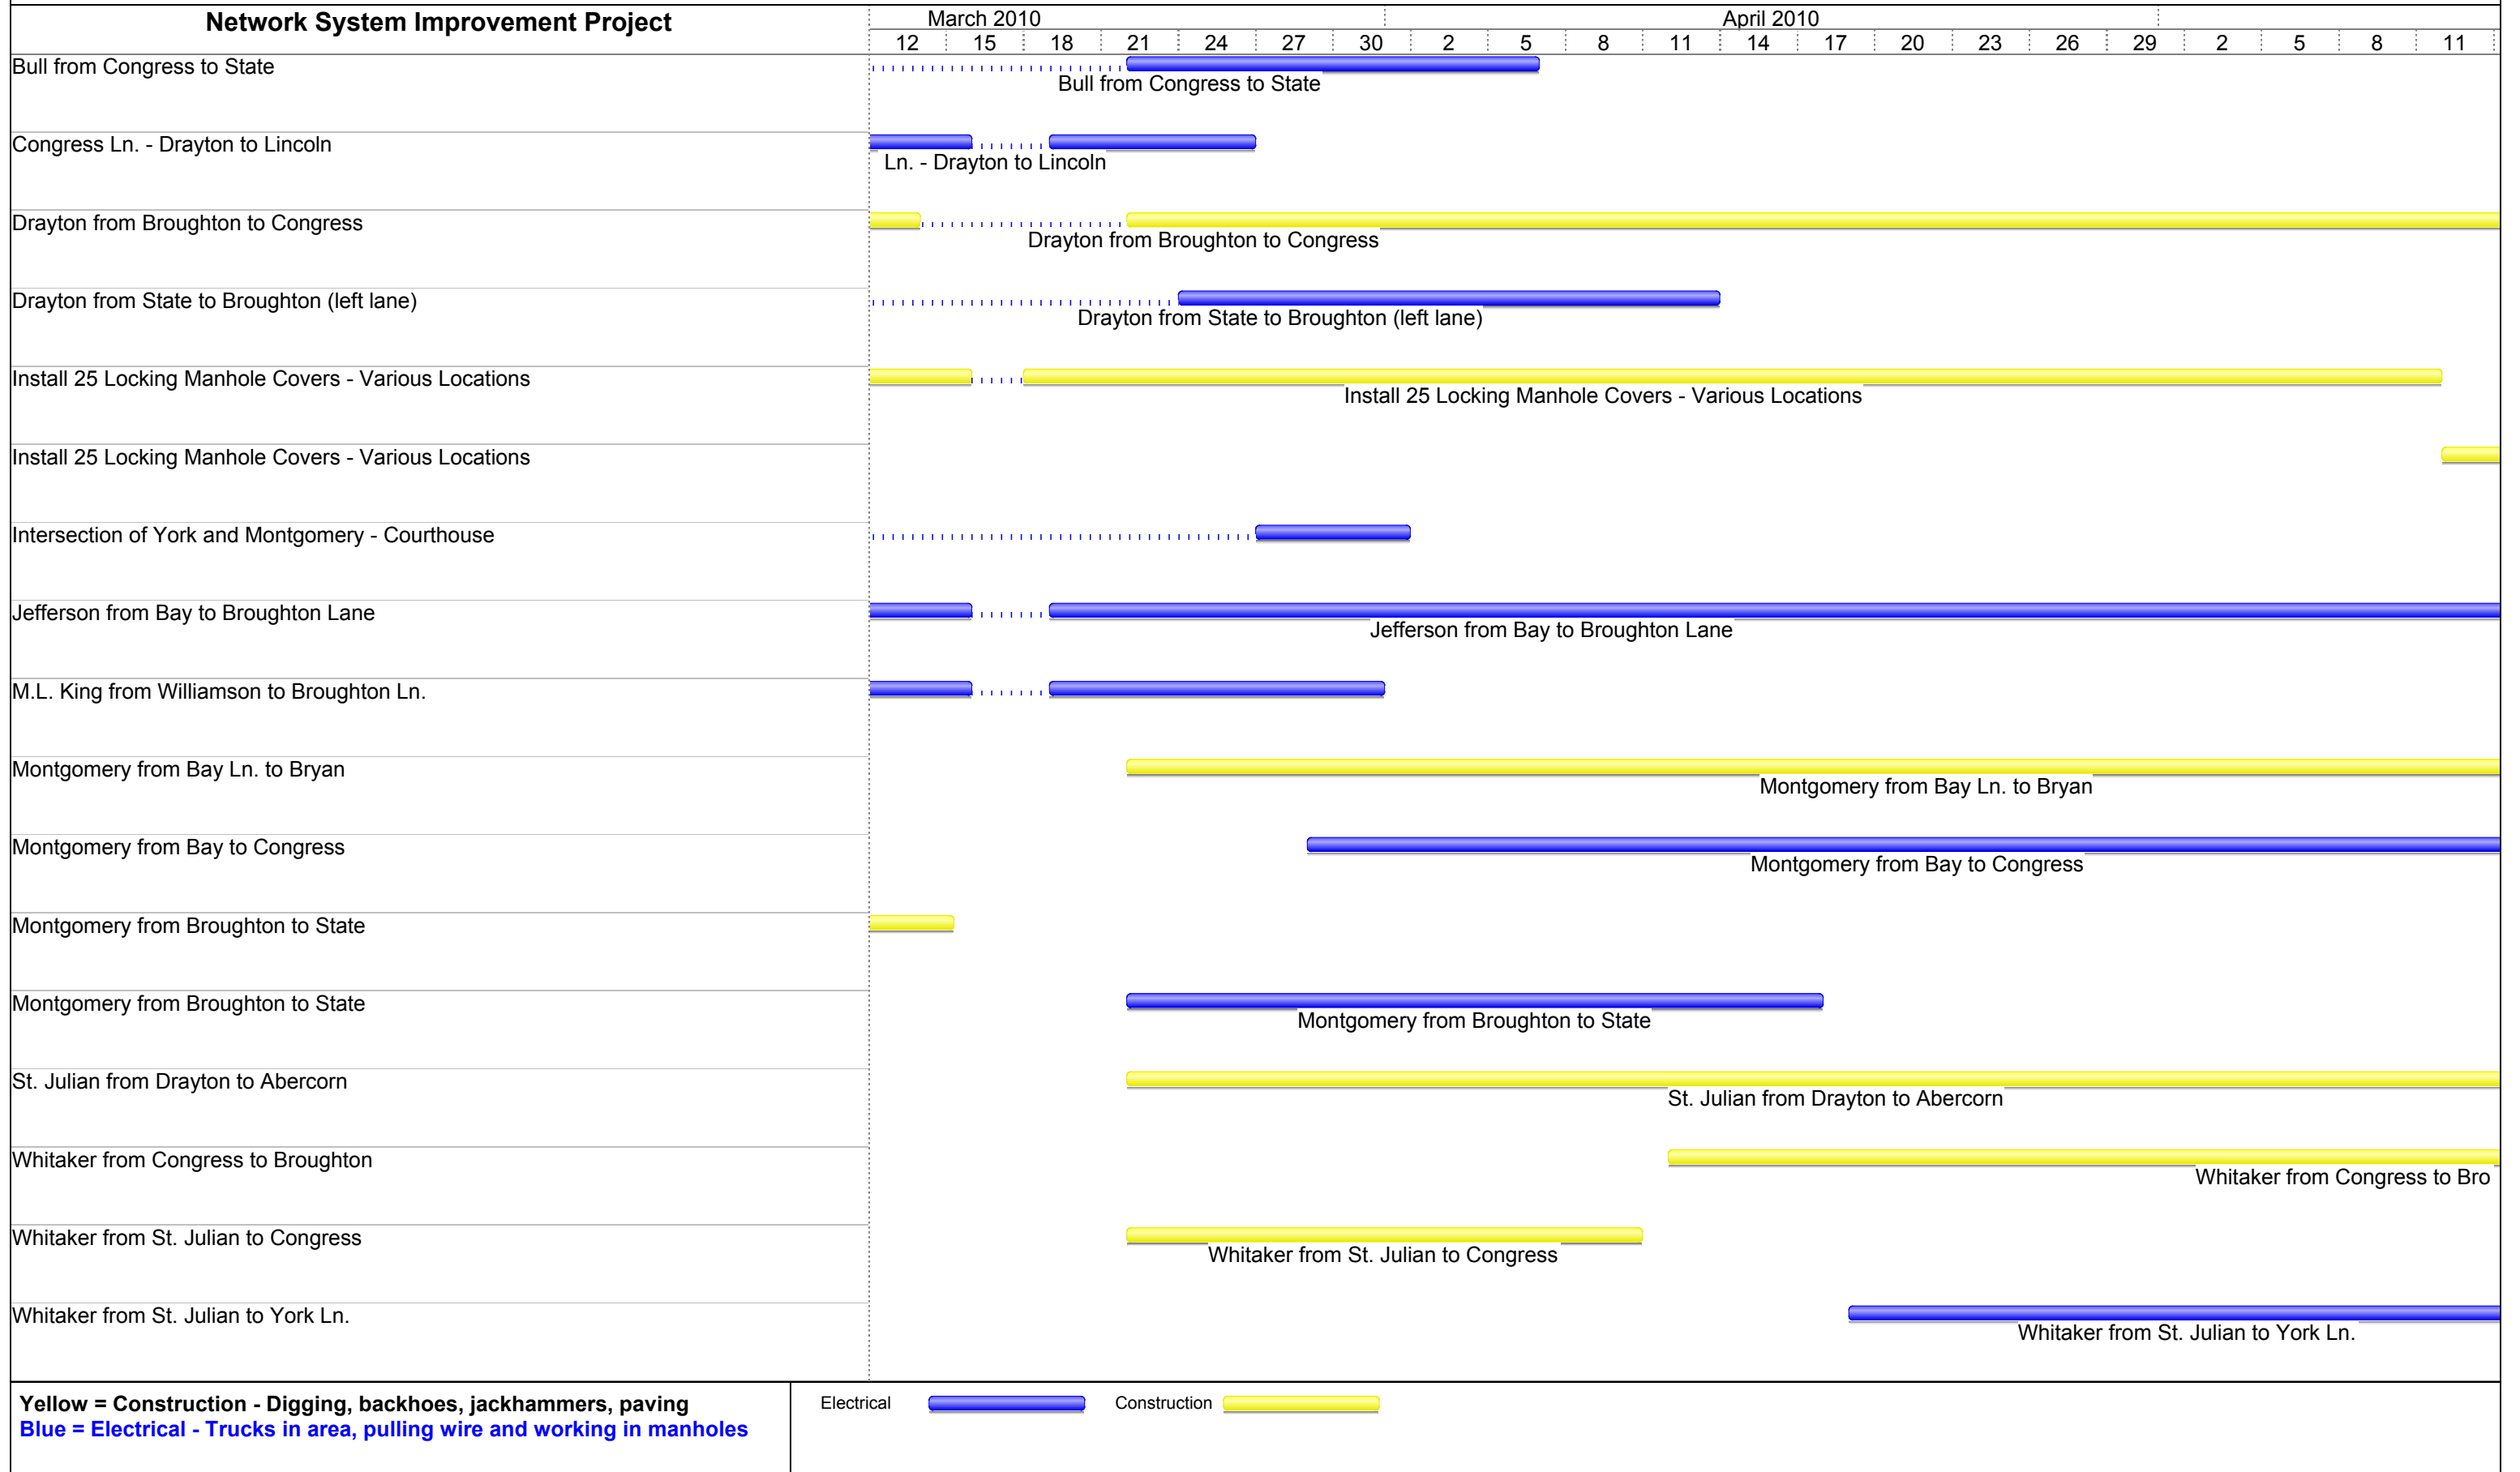 Network System Improvement Project
March 2010 April 2010
12 15 18 21 24 27 30 2 5 8 11 14 17 20 23 26 29 2 5 8 11
Bull from Congress to State
Bull from Congress to State
Congress Ln. - Drayton to Lincoln
Ln. - Drayton to Lincoln
Drayton from Broughton to Congress
Drayton from Broughton to Congress
Drayton from State to Broughton (left lane)
Drayton from State to Broughton (left lane)
Install 25 Locking Manhole Covers - Various Locations
Install 25 Locking Manhole Covers - Various Locations
Install 25 Locking Manhole Covers - Various Locations
Intersection of York and Montgomery - Courthouse
Jefferson from Bay to Broughton Lane
Jefferson from Bay to Broughton Lane
M.L. King from Williamson to Broughton Ln.
Montgomery from Bay Ln. to Bryan
Montgomery from Bay Ln. to Bryan
Montgomery from Bay to Congress
Montgomery from Bay to Congress
Montgomery from Broughton to State
Montgomery from Broughton to State
Montgomery from Broughton to State
St. Julian from Drayton to Abercorn
St. Julian from Drayton to Abercorn
Whitaker from Congress to Broughton
Whitaker from Congress to Bro
Whitaker from St. Julian to Congress
Whitaker from St. Julian to Congress
Whitaker from St. Julian to York Ln.
Whitaker from St. Julian to York Ln.
Yellow = Construction - Digging, backhoes, jackhammers, paving
Blue = Electrical - Trucks in area, pulling wire and working in manholes
Electrical Construction